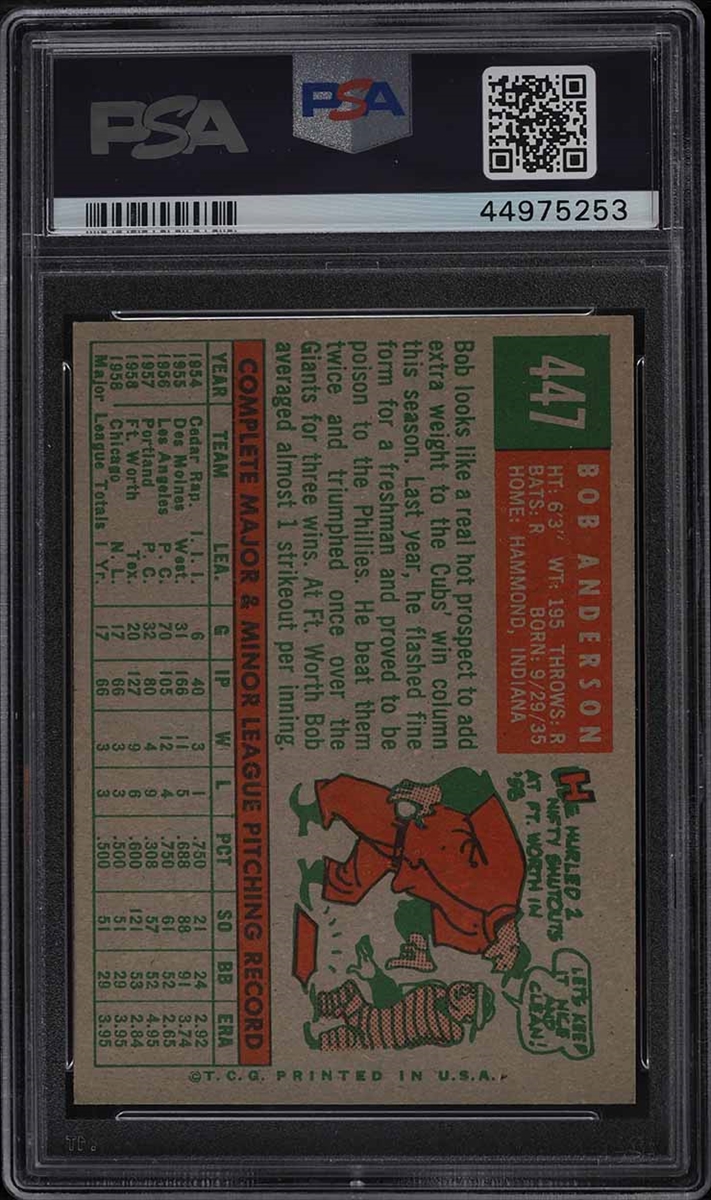 PSA
PSA
44975253
447
BOB ANDERSON
HT: 6'3" WT: 195 THROWS: R
BATS: R BORN: 9/29/35
HOME: HAMMOND, INDIANA
Bob looks like a real hot prospect to add
extra weight to the Cubs' win column
this season. Last year, he flashed fine
form for a freshman and proved to be
poison to the Phillies. He beat them
twice and triumphed once over the
Giants for three wins. At Ft. Worth Bob
averaged almost 1 strikeout per inning.
HE HURLED 2
NIFTY SHUTOUTS
AT FT. WORTH IN
'58
LET'S KEEP
IT NICE
AND
CLEAN!
COMPLETE MAJOR & MINOR LEAGUE PITCHING RECORD
YEAR TEAM LEA. G IP W L PCT SO BB ERA
1954 Cedar Rap. I. I. I. 6 40 3 1 .750 21 24 2.92
1955 Des Moines West. 31 166 11 5 .688 88 91 3.74
1956 Los Angeles P. C. 70 105 12 4 .750 61 52 2.65
1957 Portland P. C. 32 80 4 9 .308 57 52 4.95
1958 Ft. Worth Tex. 20 127 9 6 .600 121 53 2.84
1958 Chicago N. L. 17 66 3 3 .500 51 29 3.95
Major League Totals 1 Yr. 17 66 3 3 .500 51 29 3.95
©T.C.G. PRINTED IN U.S.A.